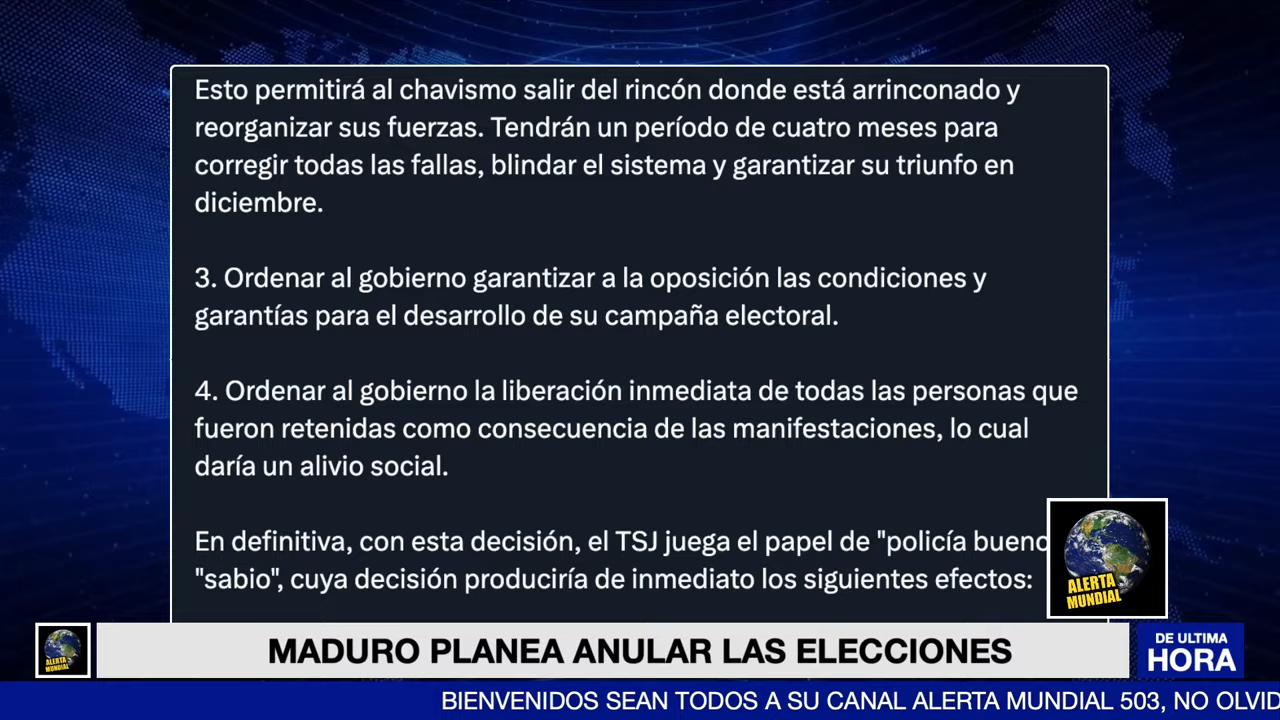 Esto permitirá al chavismo salir del rincón donde está arrinconado y
reorganizar sus fuerzas. Tendrán un período de cuatro meses para
corregir todas las fallas, blindar el sistema y garantizar su triunfo en
diciembre.
3. Ordenar al gobierno garantizar a la oposición las condiciones y
garantías para el desarrollo de su campaña electoral.
4. Ordenar al gobierno la liberación inmediata de todas las personas que
fueron retenidas como consecuencia de las manifestaciones, lo cual
daría un alivio social.
En definitiva, con esta decisión, el TSJ juega el papel de "policía bueno
"sabio", cuya decisión produciría de inmediato los siguientes efectos:
ALERTA
MUNDIAL
ALERTA
MUNDIAL
MADURO PLANEA ANULAR LAS ELECCIONES
DE ULTIMA
HORA
BIENVENIDOS SEAN TODOS A SU CANAL ALERTA MUNDIAL 503, NO OLVID